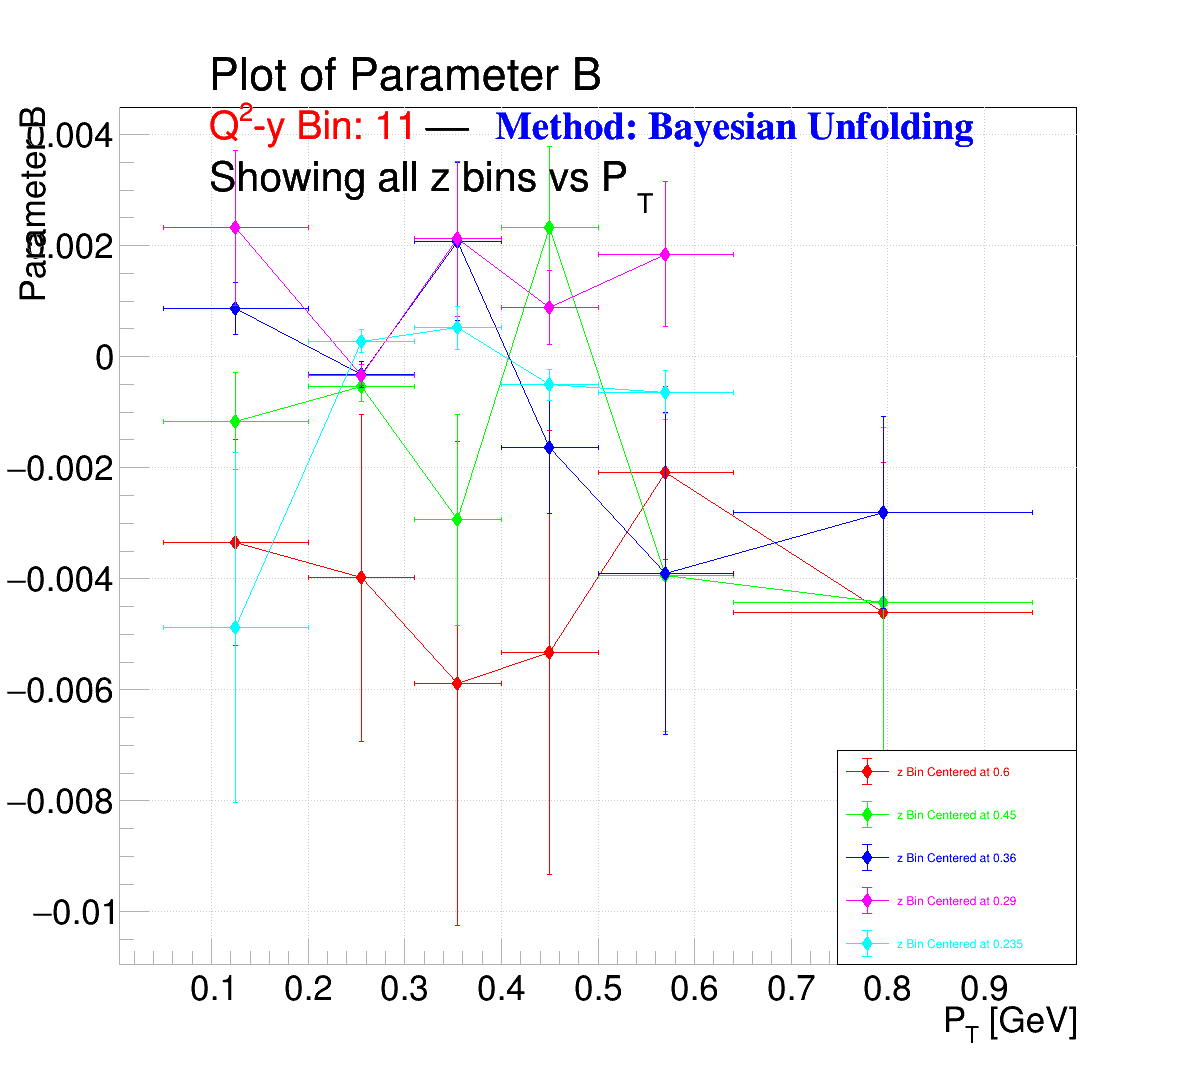 Plot of Parameter B
Q²-y Bin: 11 — Method: Bayesian Unfolding
Showing all z bins vs P_T
Parameter B
0.004
0.002
0
−0.002
−0.004
−0.006
−0.008
−0.01
z Bin Centered at 0.6
z Bin Centered at 0.45
z Bin Centered at 0.36
z Bin Centered at 0.29
z Bin Centered at 0.235
0.1 0.2 0.3 0.4 0.5 0.6 0.7 0.8 0.9
P_T [GeV]